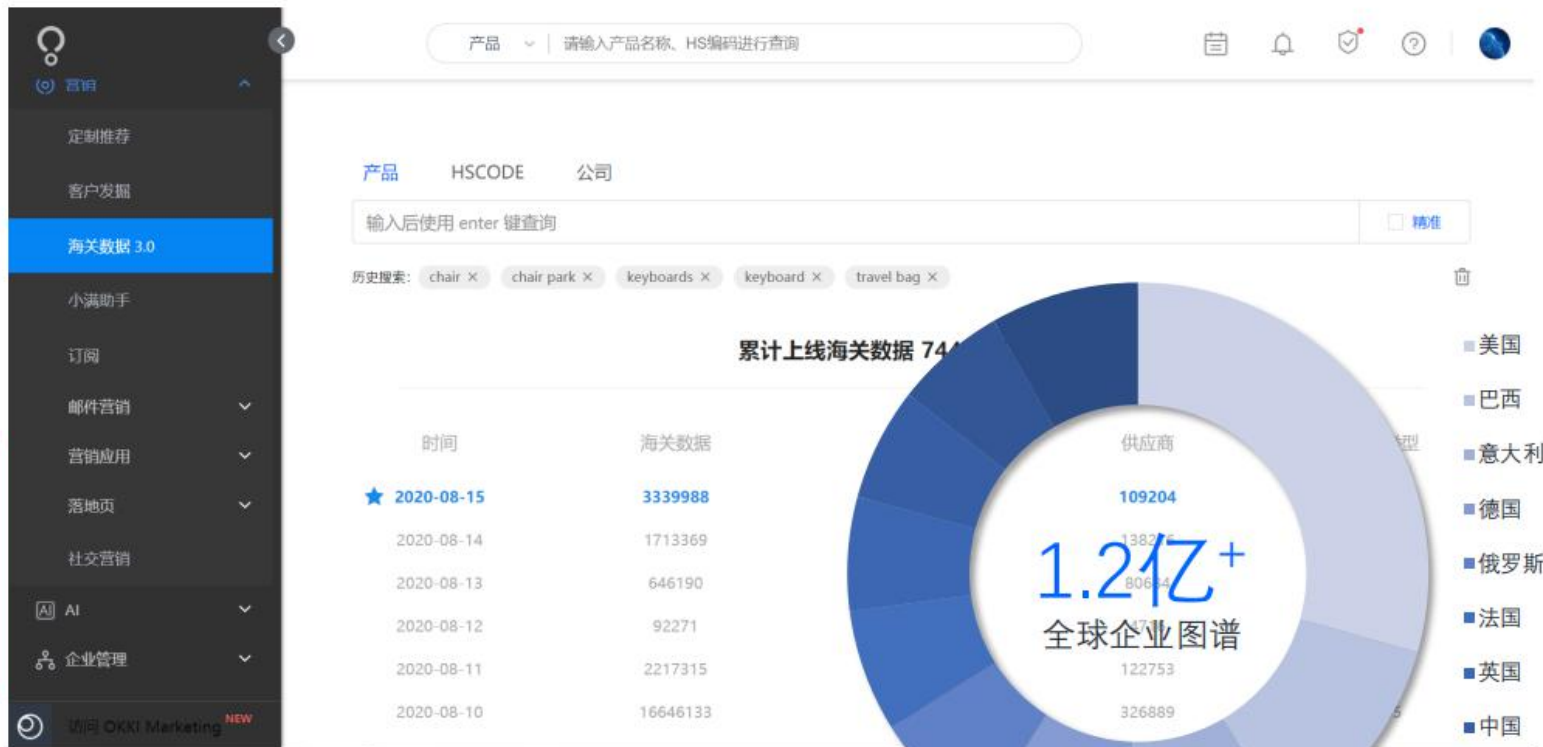 产品 请输入产品名称、HS编码进行查询
营销
定制推荐
客户发掘
海关数据 3.0
小满助手
订阅
邮件营销
营销应用
落地页
社交营销
AI AI
企业管理
访问 OKKI Marketing NEW
产品 HSCODE 公司
输入后使用 enter 键查询 精准
历史搜索: chair × chair park × keyboards × keyboard × travel bag ×
累计上线海关数据 744
时间 海关数据 供应商 型
2020-08-15 3339988 109204
2020-08-14 1713369
2020-08-13 646190
2020-08-12 92271
2020-08-11 2217315 122753
2020-08-10 16646133 326889
1.2亿+
全球企业图谱
美国
巴西
意大利
德国
俄罗斯
法国
英国
中国